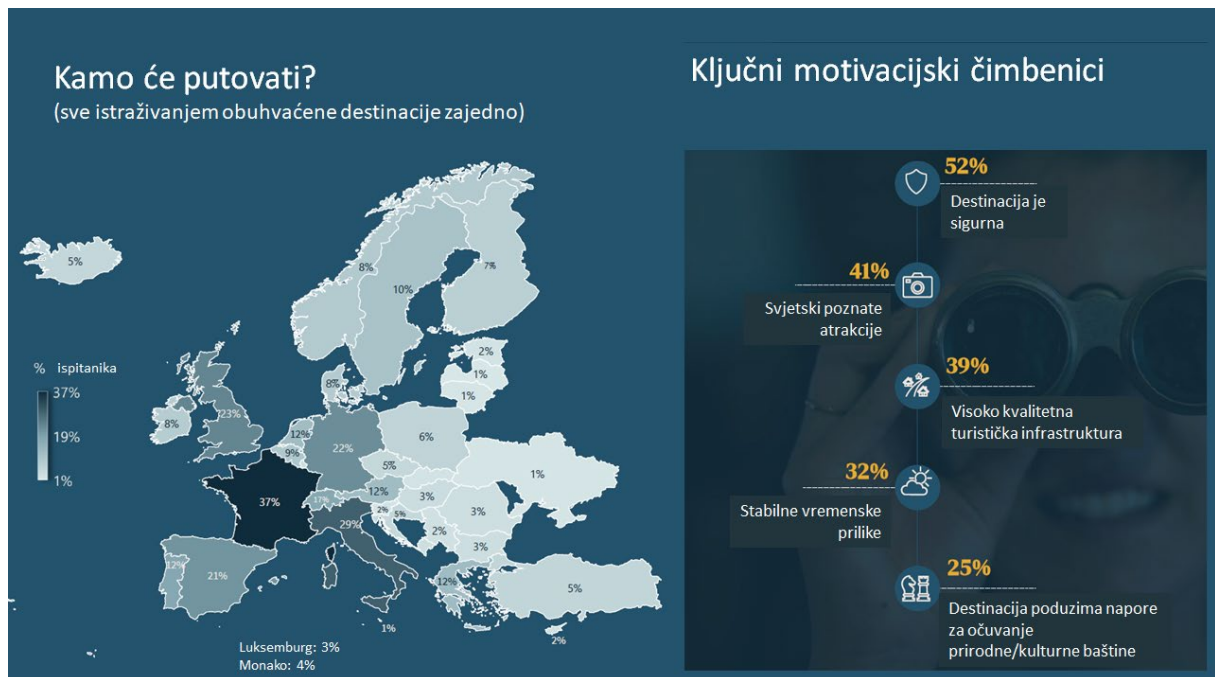 Kamo će putovati?
(sve istraživanjem obuhvaćene destinacije zajedno)
5%
8%
10%
7%
2%
1%
1%
8%
% ispitanika
37%
19%
1%
8%
23%
12%
9%
22%
6%
5%
1%
37%
17%
12%
3%
29%
2%
5%
3%
2%
3%
12%
21%
12%
5%
1%
2%
Luksemburg: 3%
Monako: 4%
Ključni motivacijski čimbenici
52%
Destinacija je
sigurna
41%
Svjetski poznate
atrakcije
39%
Visoko kvalitetna
turistička infrastruktura
32%
Stabilne vremenske
prilike
25%
Destinacija poduzima napore
za očuvanje
prirodne/kulturne baštine